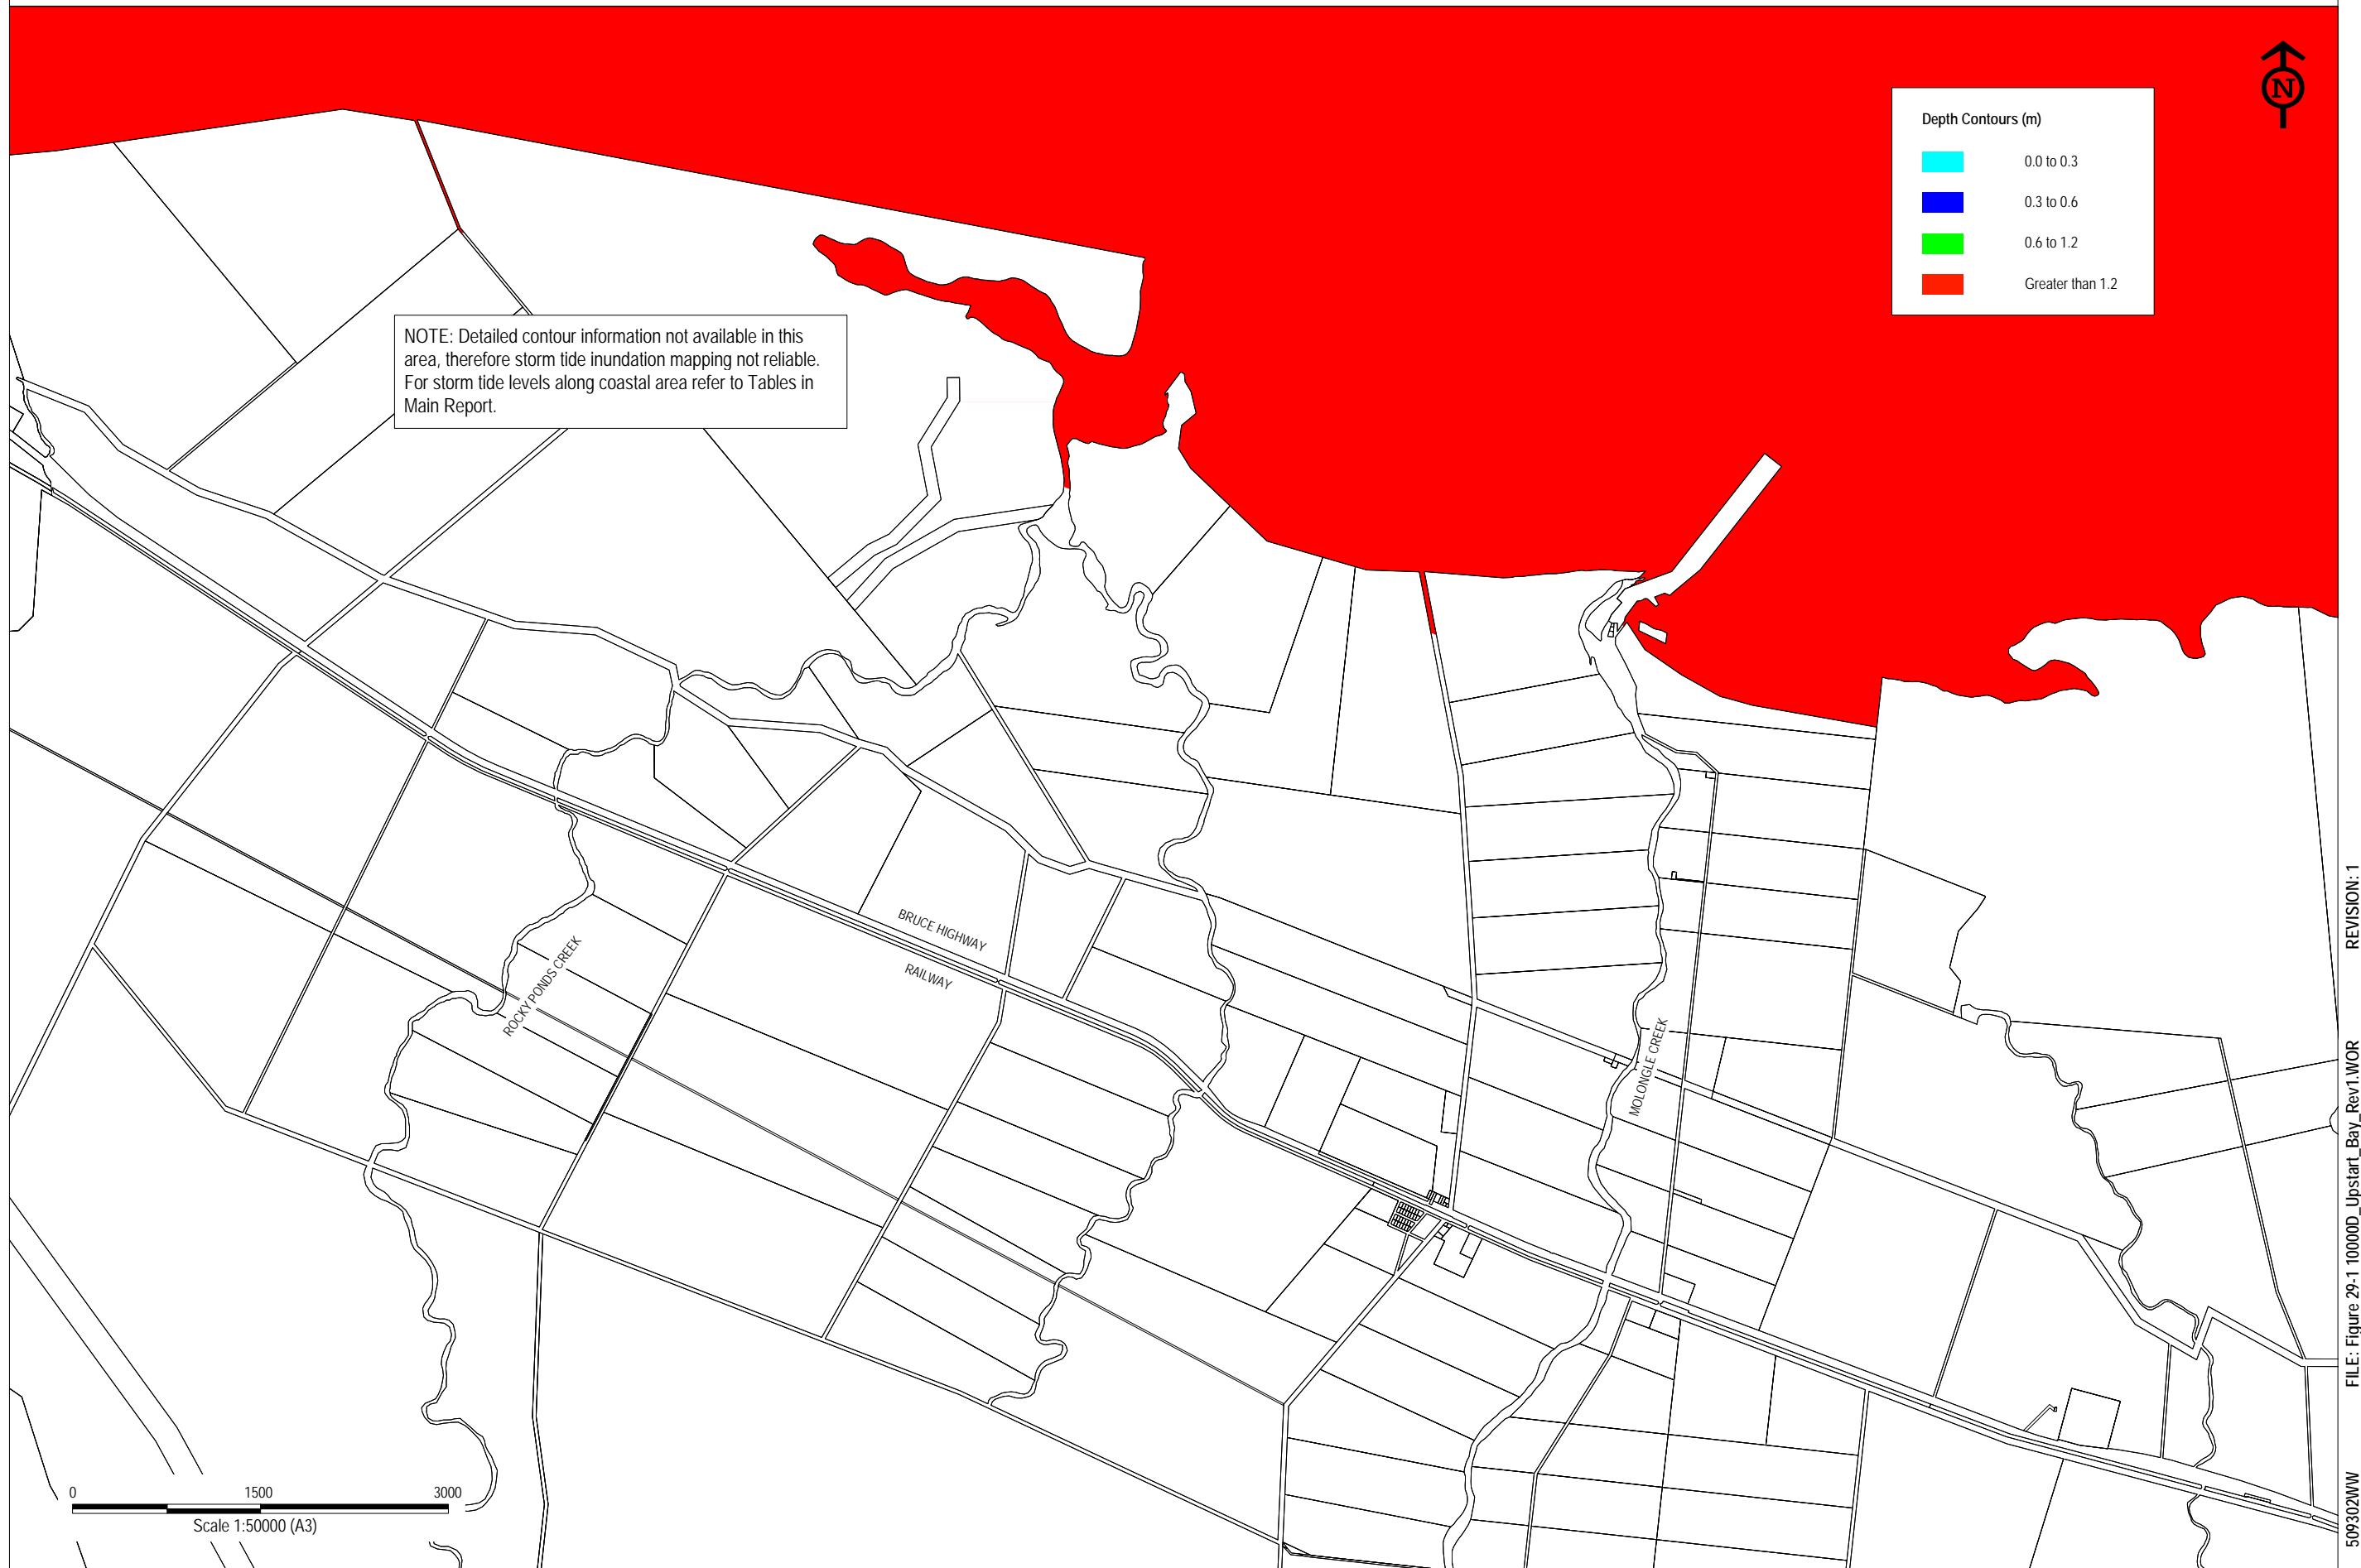 N
Depth Contours (m)
0.0 to 0.3
0.3 to 0.6
0.6 to 1.2
Greater than 1.2
NOTE: Detailed contour information not available in this
area, therefore storm tide inundation mapping not reliable.
For storm tide levels along coastal area refer to Tables in
Main Report.
BRUCE HIGHWAY
RAILWAY
ROCKY PONDS CREEK
MOLONGLE CREEK
0 1500 3000
Scale 1:50000 (A3)
509302WW FILE: Figure 29-1 10000D_Upstart_Bay_Rev1.WOR REVISION: 1